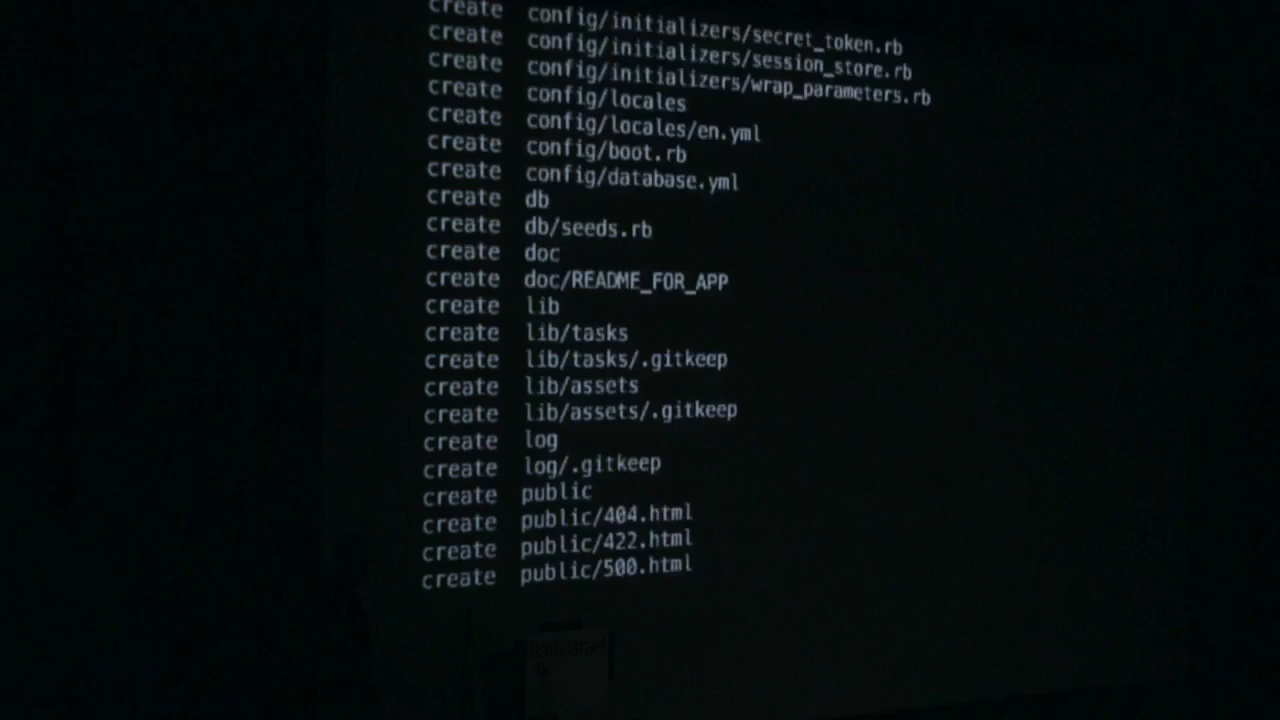 create config/initializers/secret_token.rb
create config/initializers/session_store.rb
create config/initializers/wrap_parameters.rb
create config/locales
create config/locales/en.yml
create config/boot.rb
create config/database.yml
create db
create db/seeds.rb
create doc
create doc/README_FOR_APP
create lib
create lib/tasks
create lib/tasks/.gitkeep
create lib/assets
create lib/assets/.gitkeep
create log
create log/.gitkeep
create public
create public/404.html
create public/422.html
create public/500.html